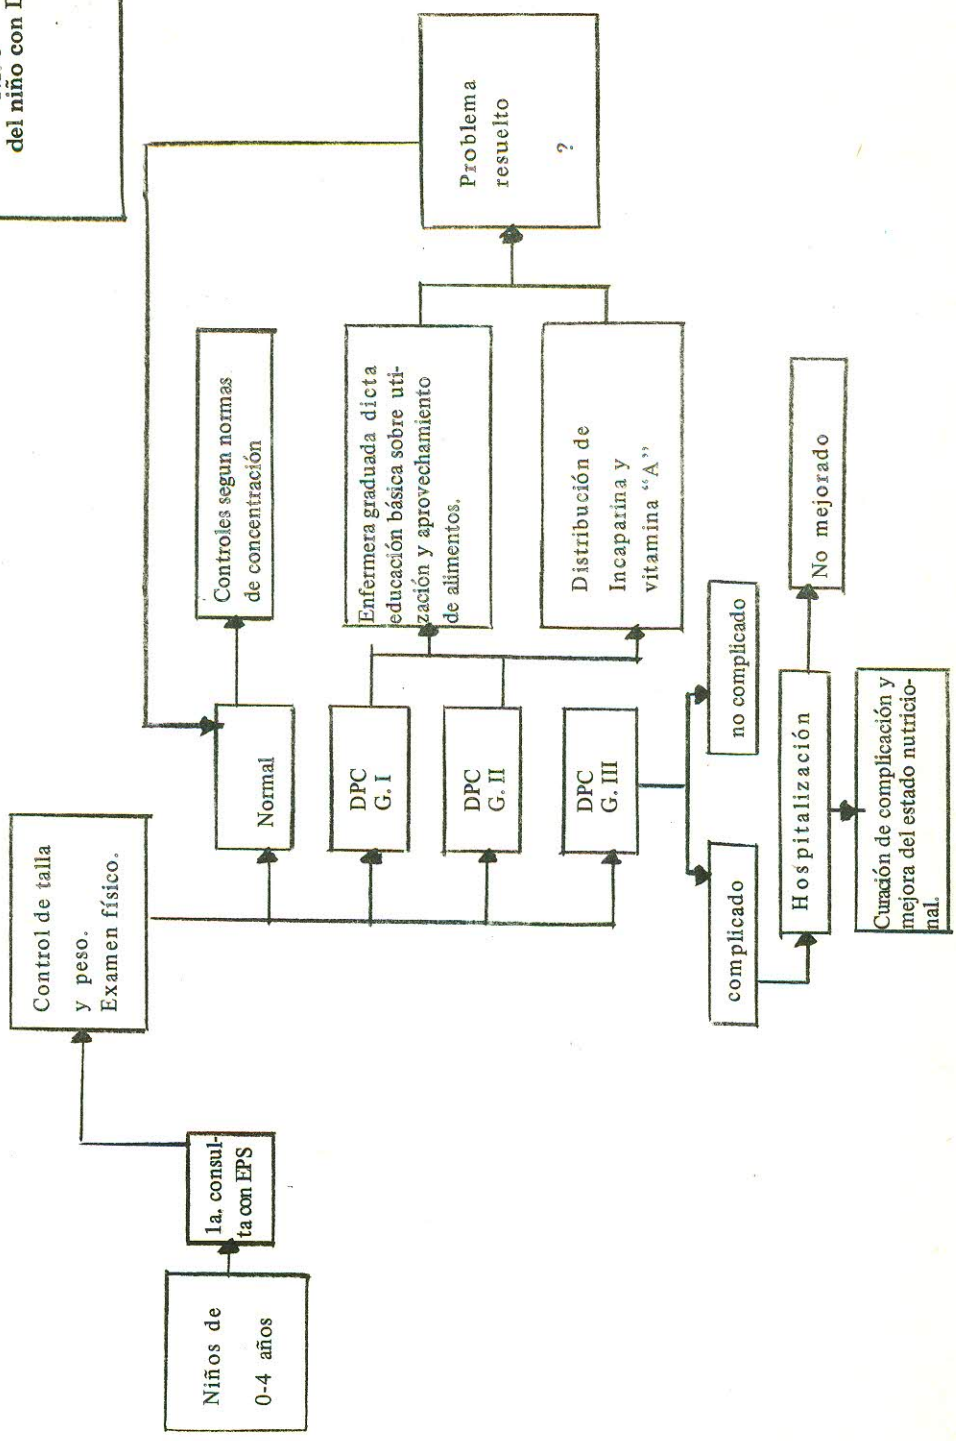 del niño con
Niños de
0-4 años
1a. consul-
ta con EPS
Control de talla
y peso.
Examen físico.
Normal
Controles segun normas
de concentración
DPC
G. I
DPC
G. II
DPC
G. III
Enfermera graduada dicta
educación básica sobre uti-
zación y aprovechamiento
de alimentos.
Distribución de
Incaparina y
vitamina “A”
Problema
resuelto
?
complicado
no complicado
Hospitalización
No mejorado
Curación de complicación y
mejora del estado nutricio-
nal.